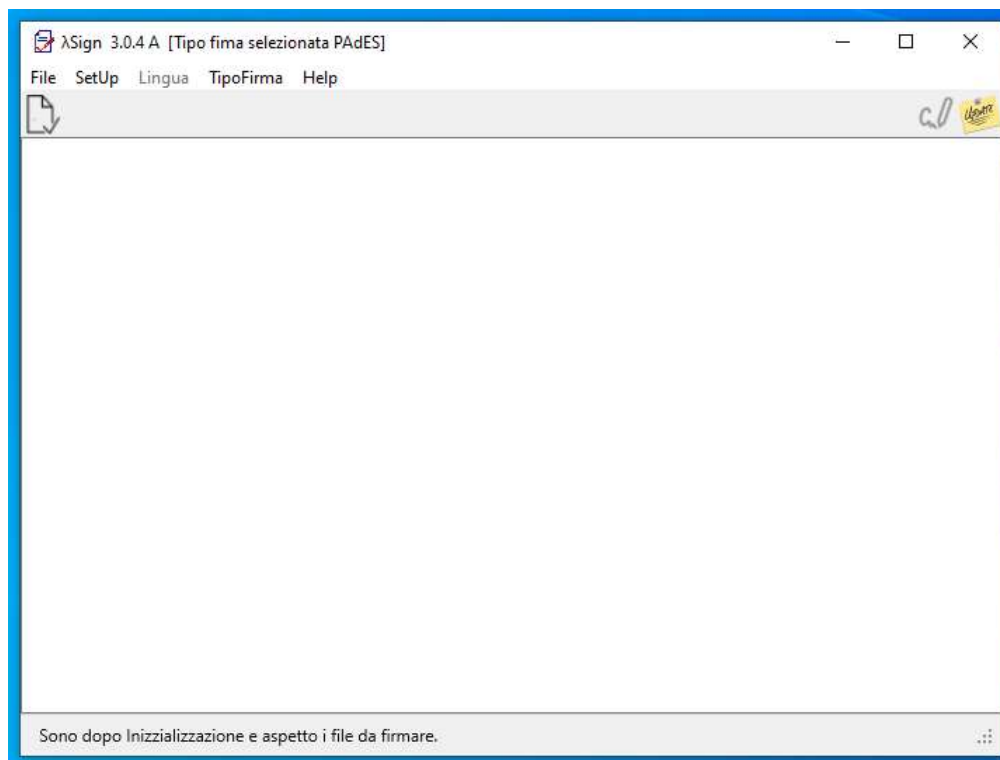 λSign 3.0.4 A [Tipo fima selezionata PAdES]
File SetUp Lingua TipoFirma Help
Update
Sono dopo Inizzializzazione e aspetto i file da firmare.